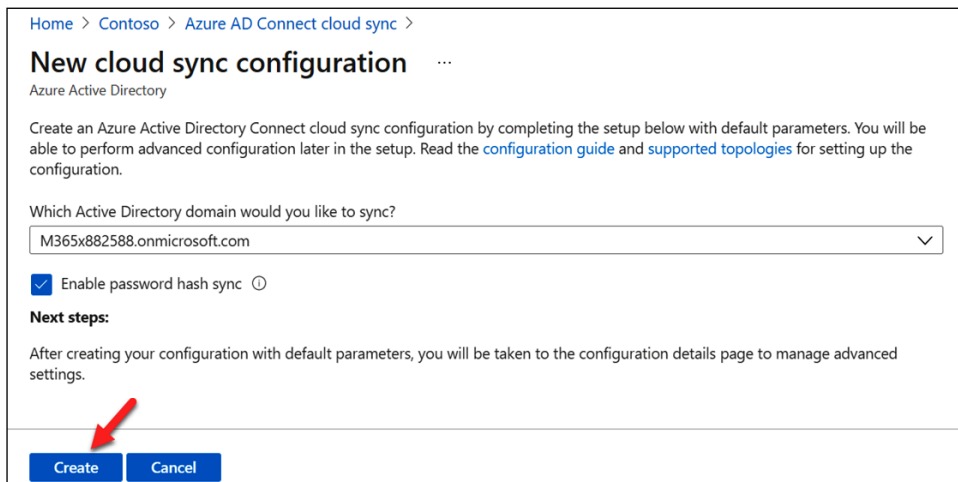 Home > Contoso > Azure AD Connect cloud sync >
New cloud sync configuration ...
Azure Active Directory
Create an Azure Active Directory Connect cloud sync configuration by completing the setup below with default parameters. You will be
able to perform advanced configuration later in the setup. Read the configuration guide and supported topologies for setting up the
configuration.
Which Active Directory domain would you like to sync?
M365x882588.onmicrosoft.com
Enable password hash sync
Next steps:
After creating your configuration with default parameters, you will be taken to the configuration details page to manage advanced
settings.
Create Cancel